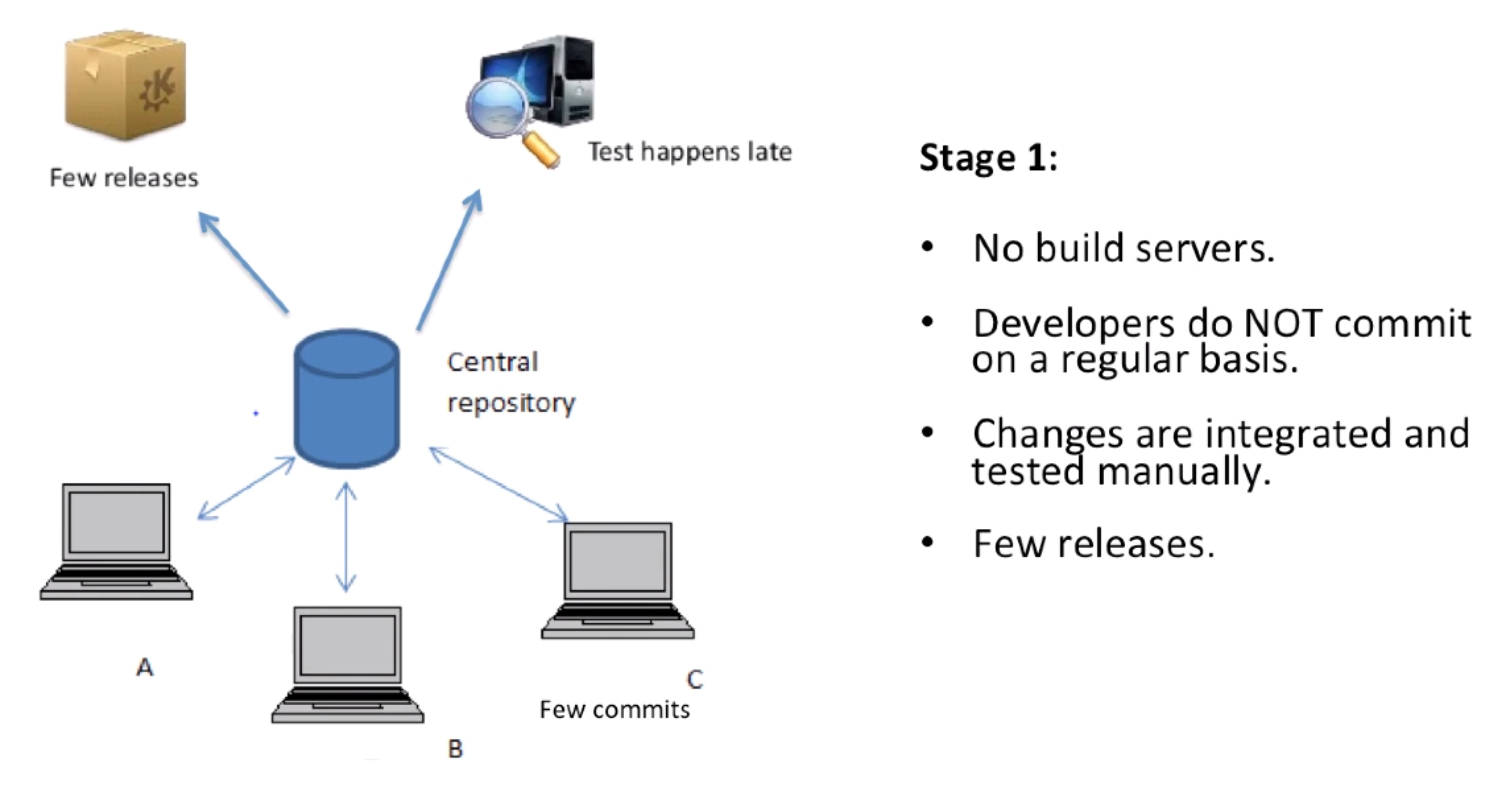 Few releases
Test happens late
Central
repository
A
B
C
Few commits
Stage 1:
• No build servers.
• Developers do NOT commit
on a regular basis.
• Changes are integrated and
tested manually.
• Few releases.